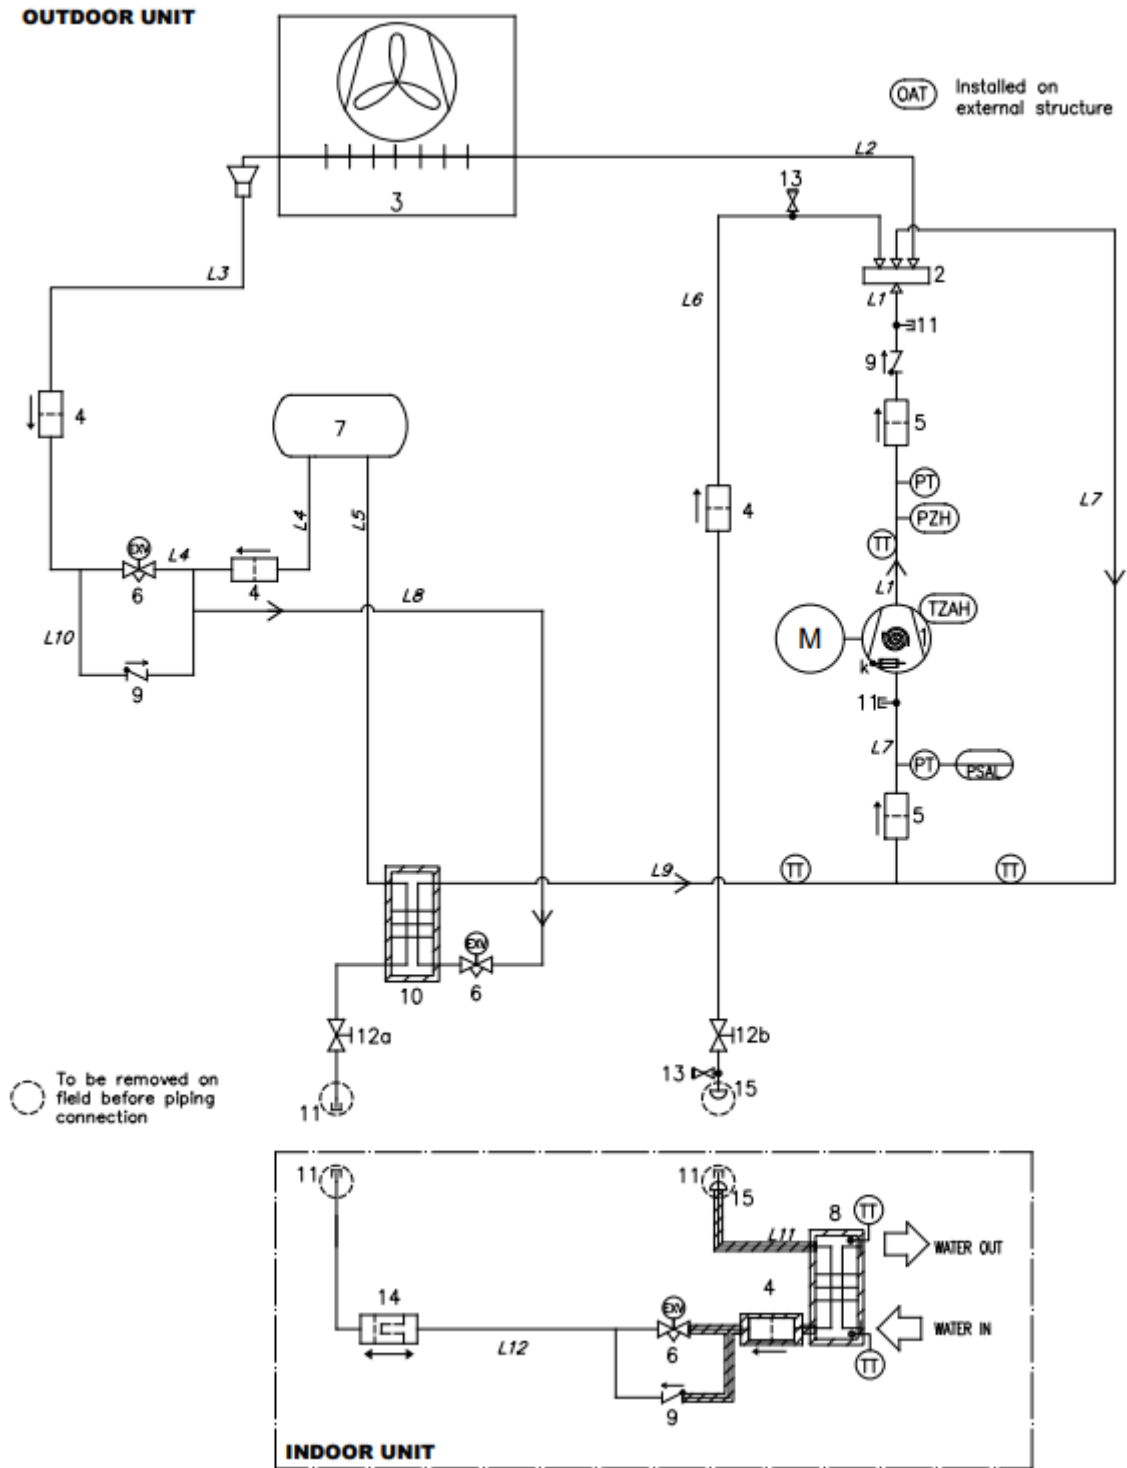 OUTDOOR UNIT
OAT
Installed on
external structure
L2
13
3
L3
2
L6
L1
11
9
4
7
5
PT
L4
L5
4
L7
PZH
TT
EXV
L4
6
4
L8
L1
TZAH
L10
M
1
k
9
11
L7
PT
PSAL
5
L9
TT
TT
EXV
10
6
12a
12b
To be removed on
field before piping
connection
13
15
11
11
11
15
8
TT
L11
WATER OUT
4
14
EXV
WATER IN
L12
6
TT
9
INDOOR UNIT